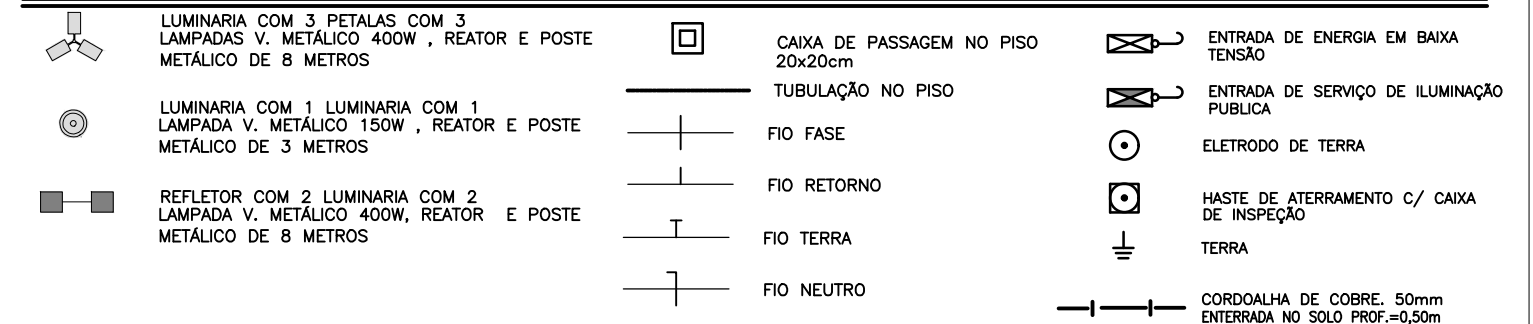 LUMINARIA COM 3 PETALAS COM 3
LAMPADAS V. METÁLICO 400W , REATOR E POSTE
METÁLICO DE 8 METROS
LUMINARIA COM 1 LUMINARIA COM 1
LAMPADA V. METÁLICO 150W , REATOR E POSTE
METÁLICO DE 3 METROS
REFLETOR COM 2 LUMINARIA COM 2
LAMPADA V. METÁLICO 400W, REATOR E POSTE
METÁLICO DE 8 METROS
CAIXA DE PASSAGEM NO PISO
20x20cm
TUBULAÇÃO NO PISO
FIO FASE
FIO RETORNO
FIO TERRA
FIO NEUTRO
ENTRADA DE ENERGIA EM BAIXA
TENSÃO
ENTRADA DE SERVIÇO DE ILUMINAÇÃO
PUBLICA
ELETRODO DE TERRA
HASTE DE ATERRAMENTO C/ CAIXA
DE INSPEÇÃO
TERRA
CORDOALHA DE COBRE. 50mm
ENTERRADA NO SOLO PROF.=0,50m